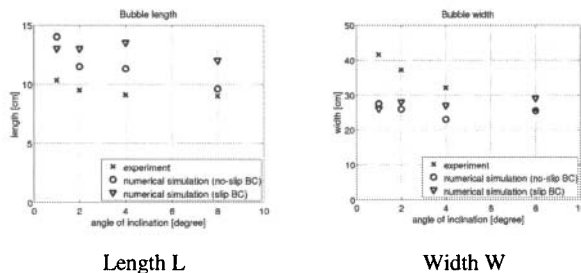 Bubble length
15
10
5
0
length [cm]
× experiment
○ numerical simulation (no-slip BC)
▽ numerical simulation (slip BC)
0 2 4 6 8 10
angle of inclination [degree]
Length L
Bubble width
50
40
30
20
10
0
width [cm]
× experiment
○ numerical simulation (no-slip BC)
▽ numerical simulation (slip BC)
0 2 4 6
angle of inclination [degree]
Width W